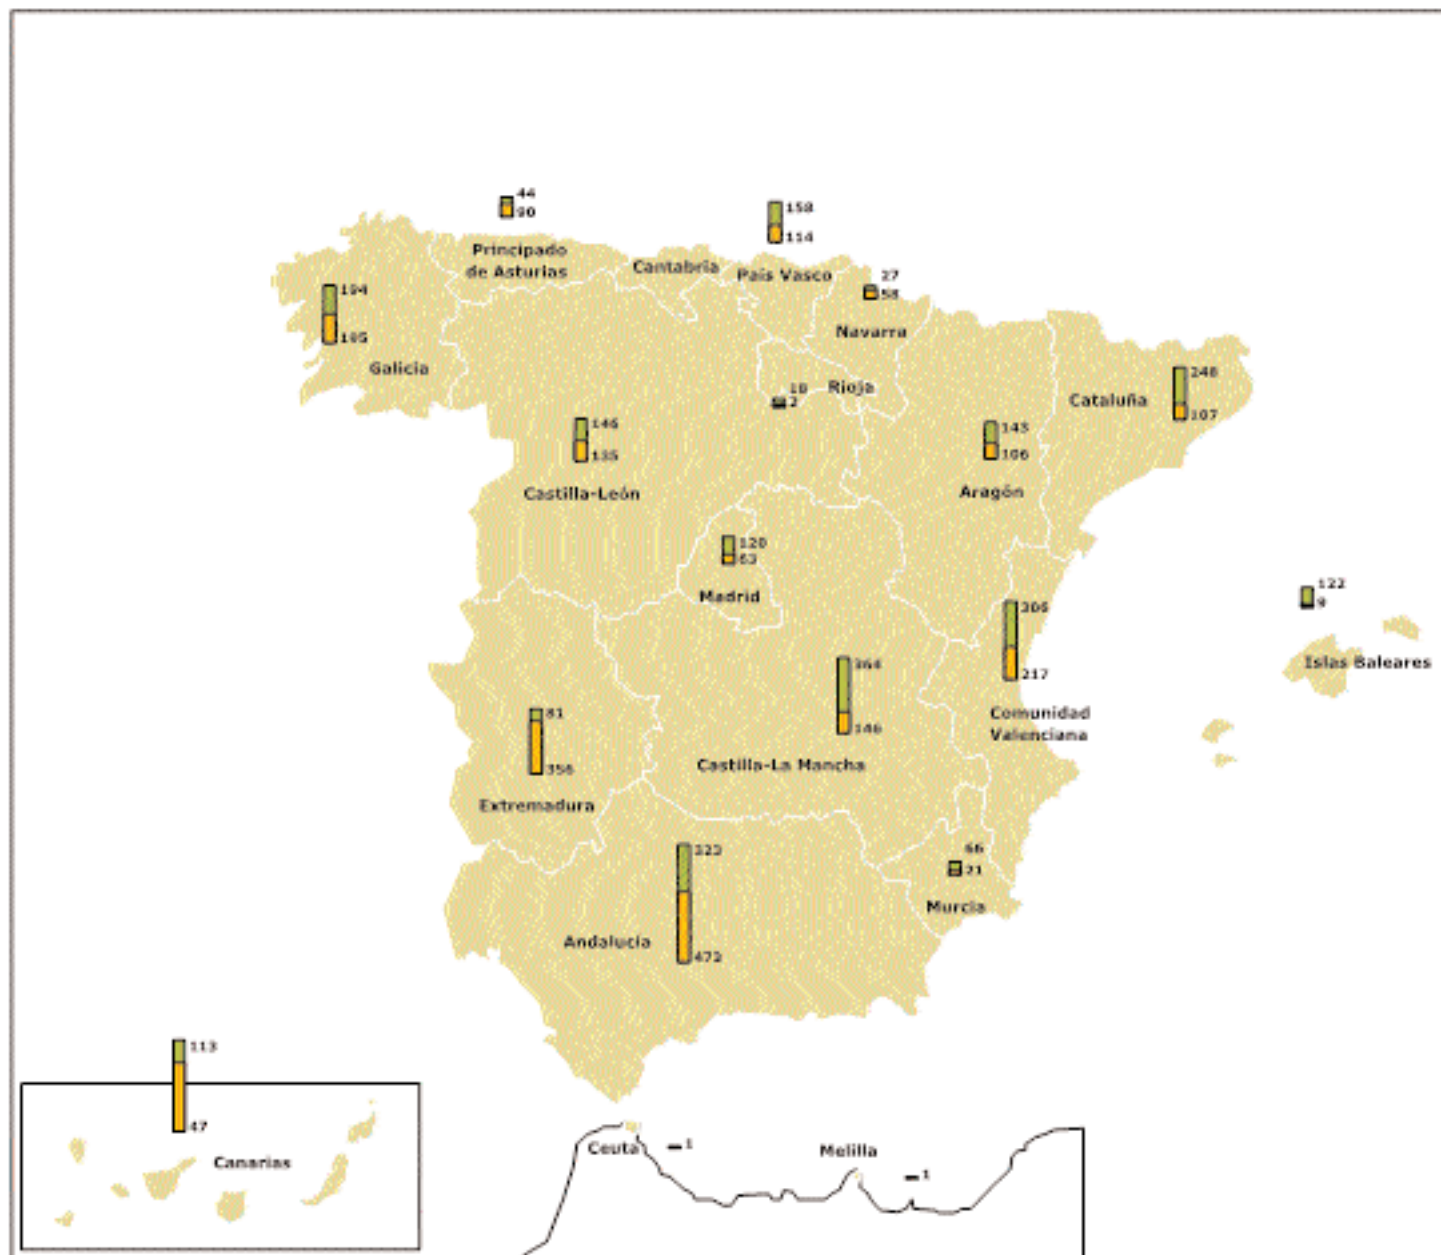 44
90
Principado
de Asturias
Cantabria
158
114
País Vasco
27
58
Navarra
194
195
Galicia
Rioja
18
2
248
107
Cataluña
146
135
Castilla-León
143
106
Aragón
120
63
Madrid
306
217
Comunidad
Valenciana
122
9
Islas Baleares
364
146
Castilla-La Mancha
81
356
Extremadura
323
473
Andalucía
66
21
Murcia
113
47
Canarias
Ceuta
1
Melilla
1